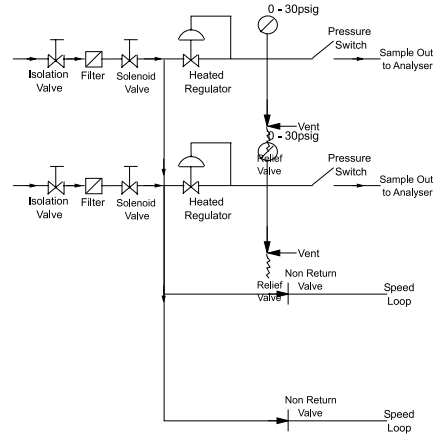 0 - 30psig
Pressure
Switch
Sample Out
to Analyser
Isolation
Valve
Filter
Solenoid
Valve
Heated
Regulator
Vent
0 - 30psig
Relief Valve
Pressure
Switch
Sample Out
to Analyser
Isolation
Valve
Filter
Solenoid
Valve
Heated
Regulator
Vent
Relief Valve
Non Return
Valve
Speed
Loop
Non Return
Valve
Speed
Loop